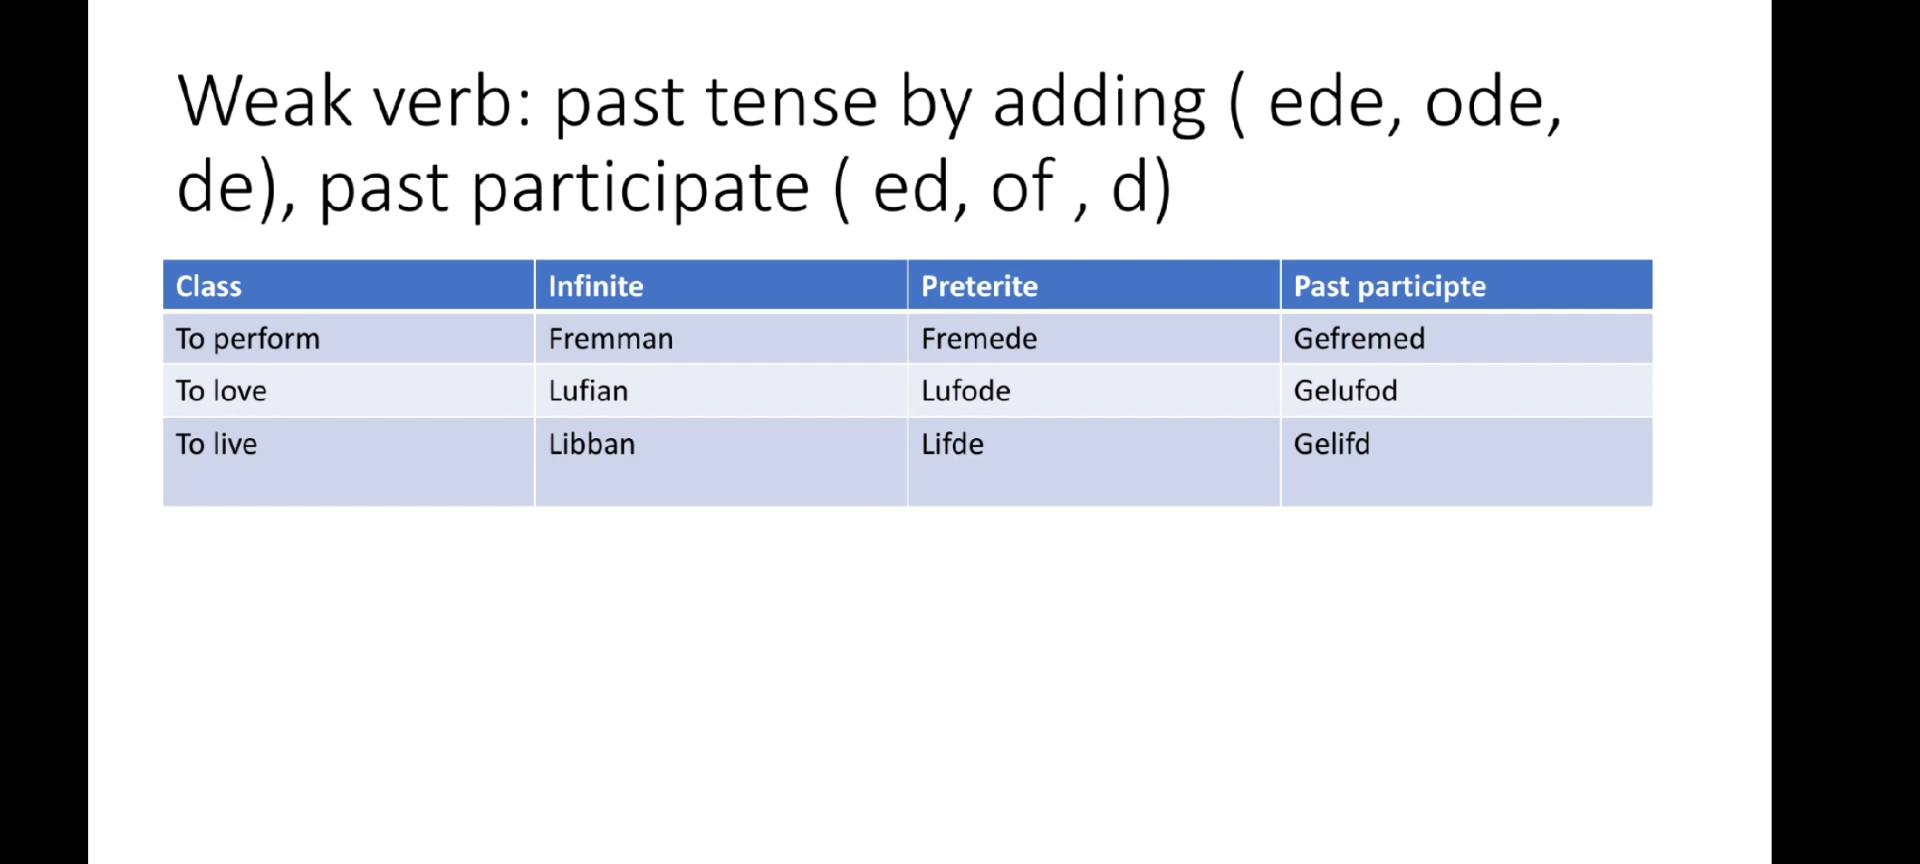 Weak verb: past tense by adding ( ede, ode,
de), past participate ( ed, of , d)
Class Infinite Preterite Past participte
To perform Fremman Fremede Gefremed
To love Lufian Lufode Gelufod
To live Libban Lifde Gelifd